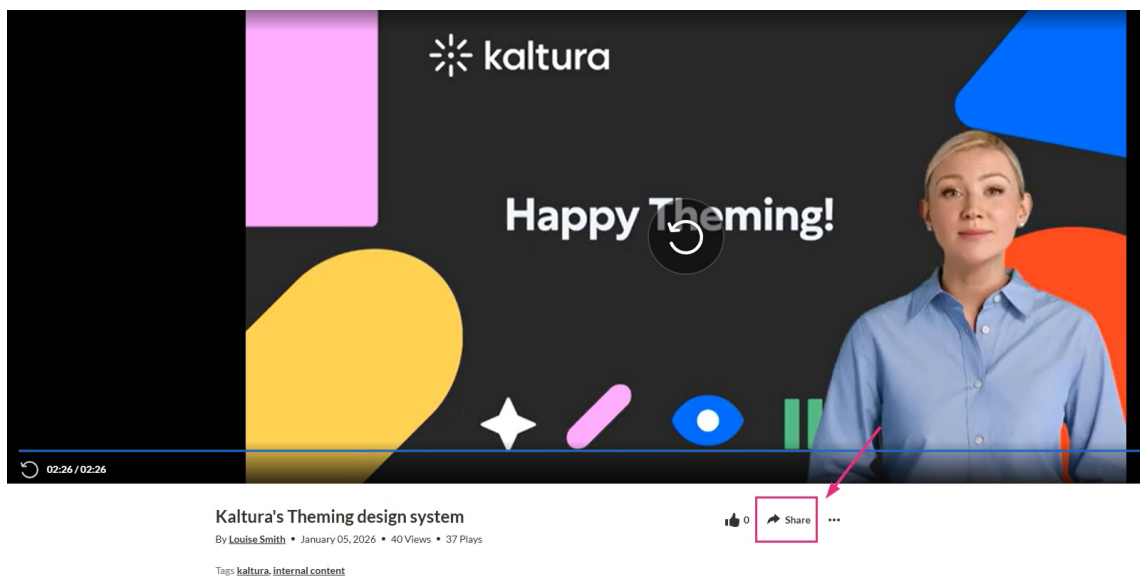 kaltura
Happy Theming!
02:26 / 02:26
Kaltura's Theming design system
0
Share
By Louise Smith • January 05, 2026 • 40 Views • 37 Plays
Tags kaltura, internal content